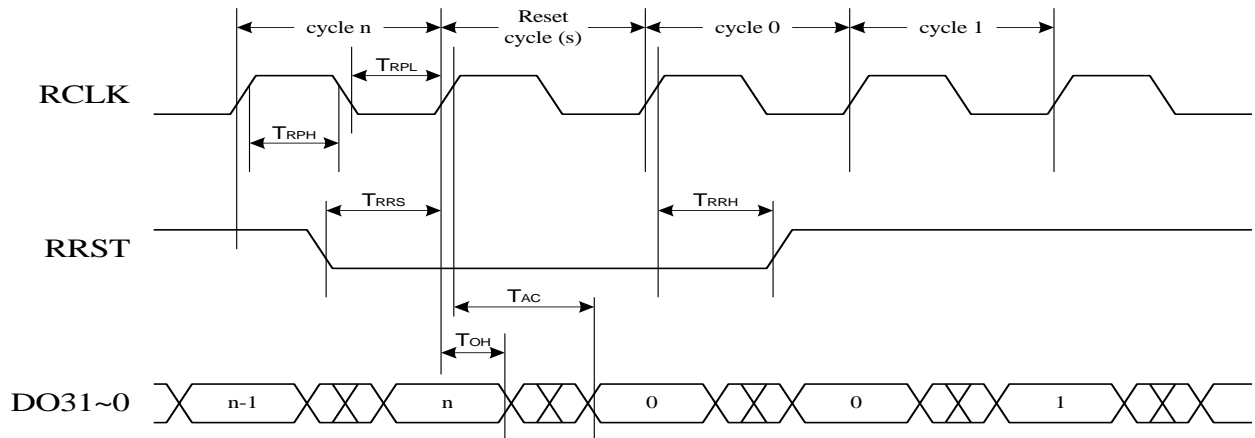 cycle n
Reset
cycle (s)
cycle 0
cycle 1
RCLK
TRPL
TRPH
RRST
TRRS
TRRH
TAC
TOH
DO31~0
n-1
n
0
0
1